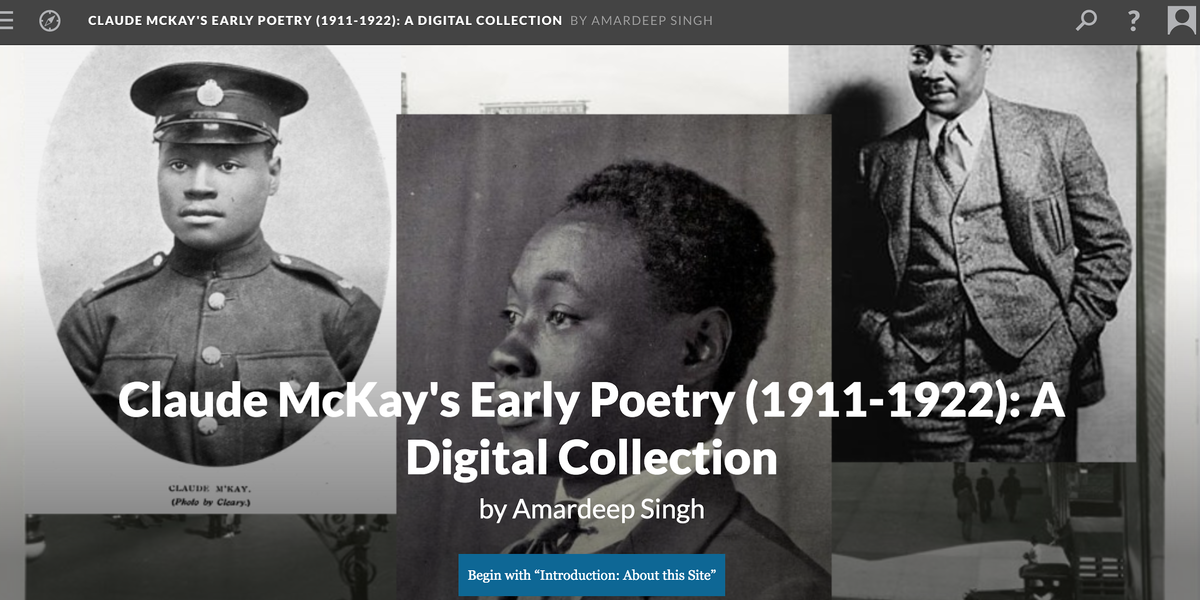 CLAUDE MCKAY'S EARLY POETRY (1911-1922): A DIGITAL COLLECTION BY AMARDEEP SINGH
CLAUDE M'KAY.
(Photo by Cleary.)
Claude McKay's Early Poetry (1911-1922): A
Digital Collection
by Amardeep Singh
Begin with “Introduction: About this Site”